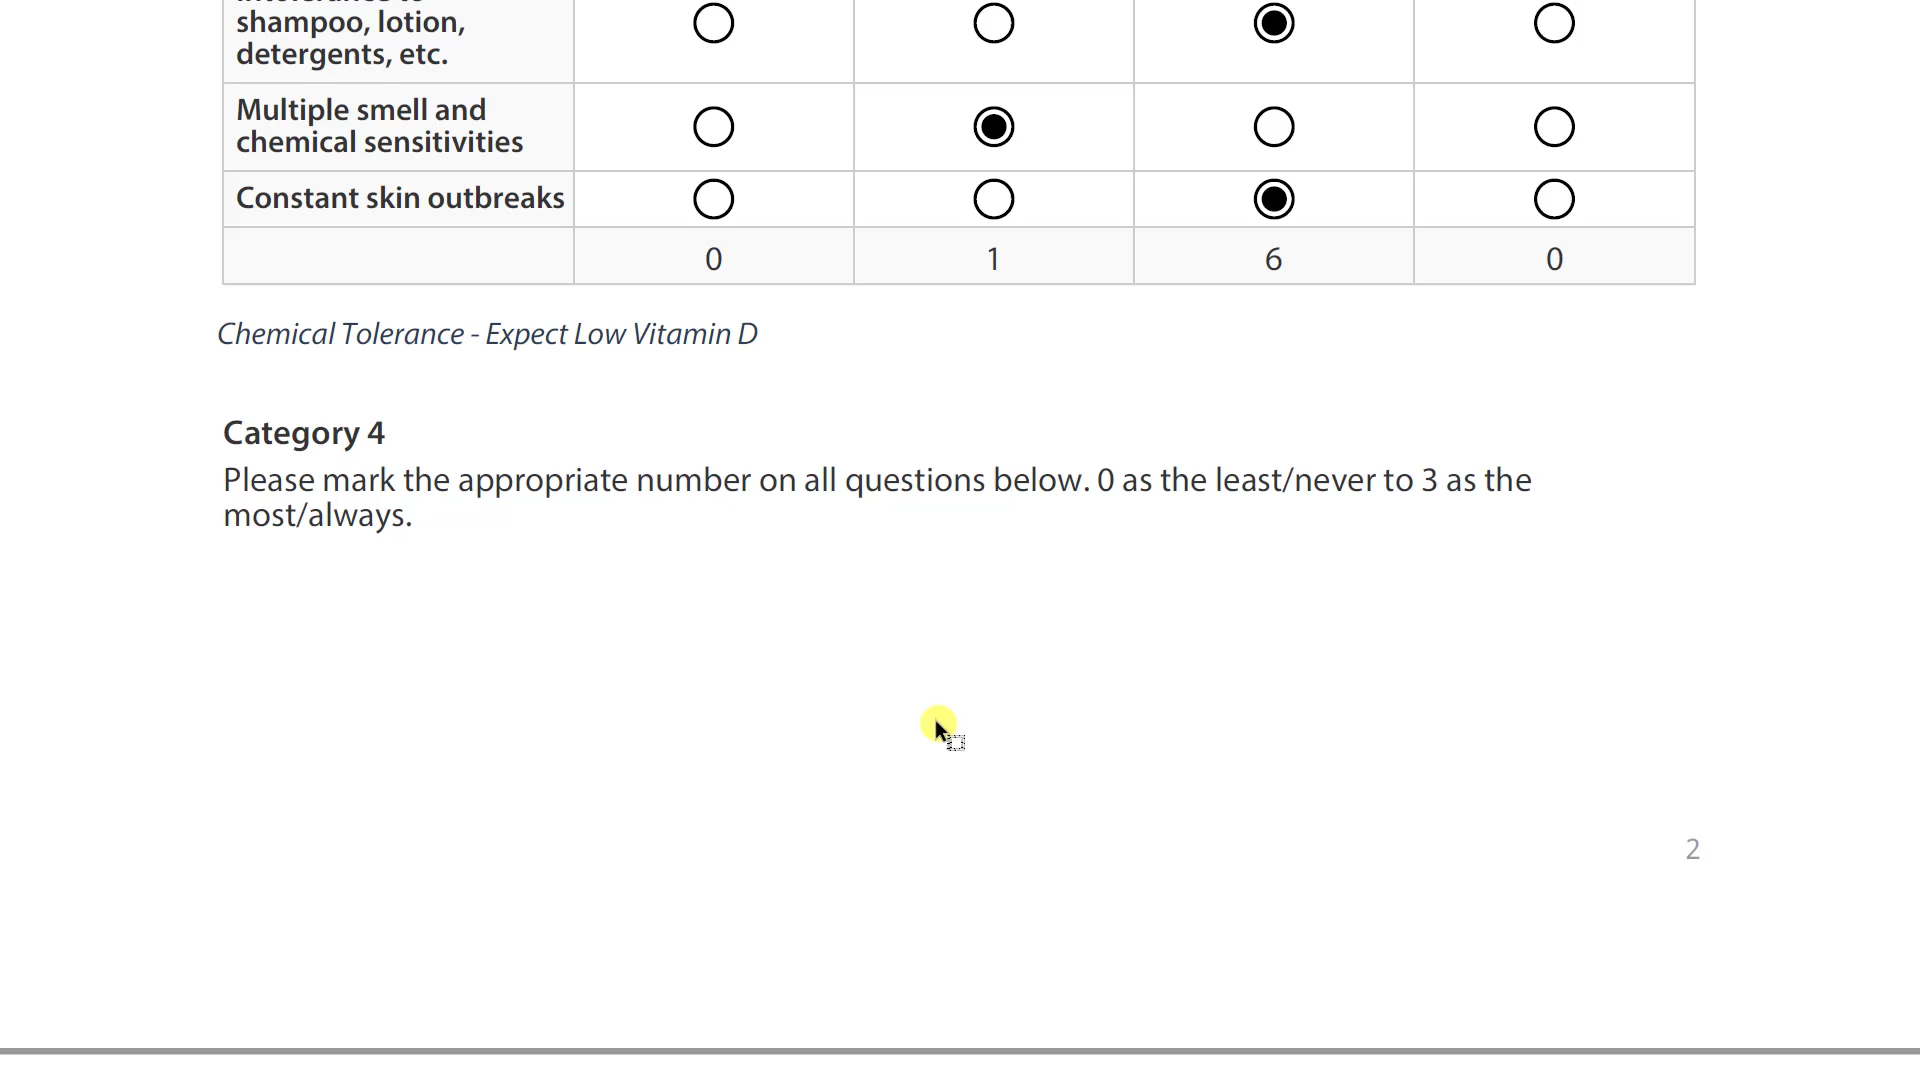 shampoo, lotion,
detergents, etc.
Multiple smell and
chemical sensitivities
Constant skin outbreaks
0 1 6 0
Chemical Tolerance - Expect Low Vitamin D
Category 4
Please mark the appropriate number on all questions below. 0 as the least/never to 3 as the
most/always.
2